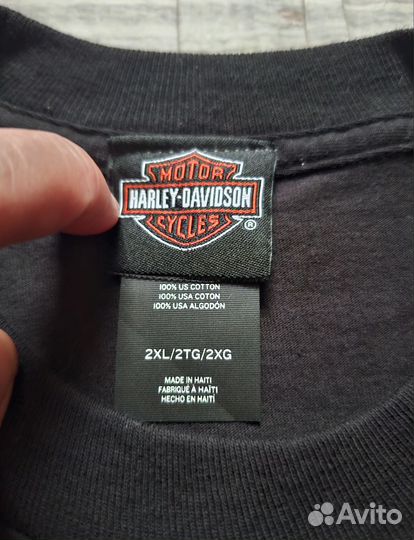 MOTOR
HARLEY-DAVIDSON
CYCLES
®
100% US COTTON
100% USA COTON
100% USA ALGODÓN
2XL/2TG/2XG
MADE IN HAITI
FABRIQUÉ À HAÏTI
HECHO EN HAITÍ
Avito